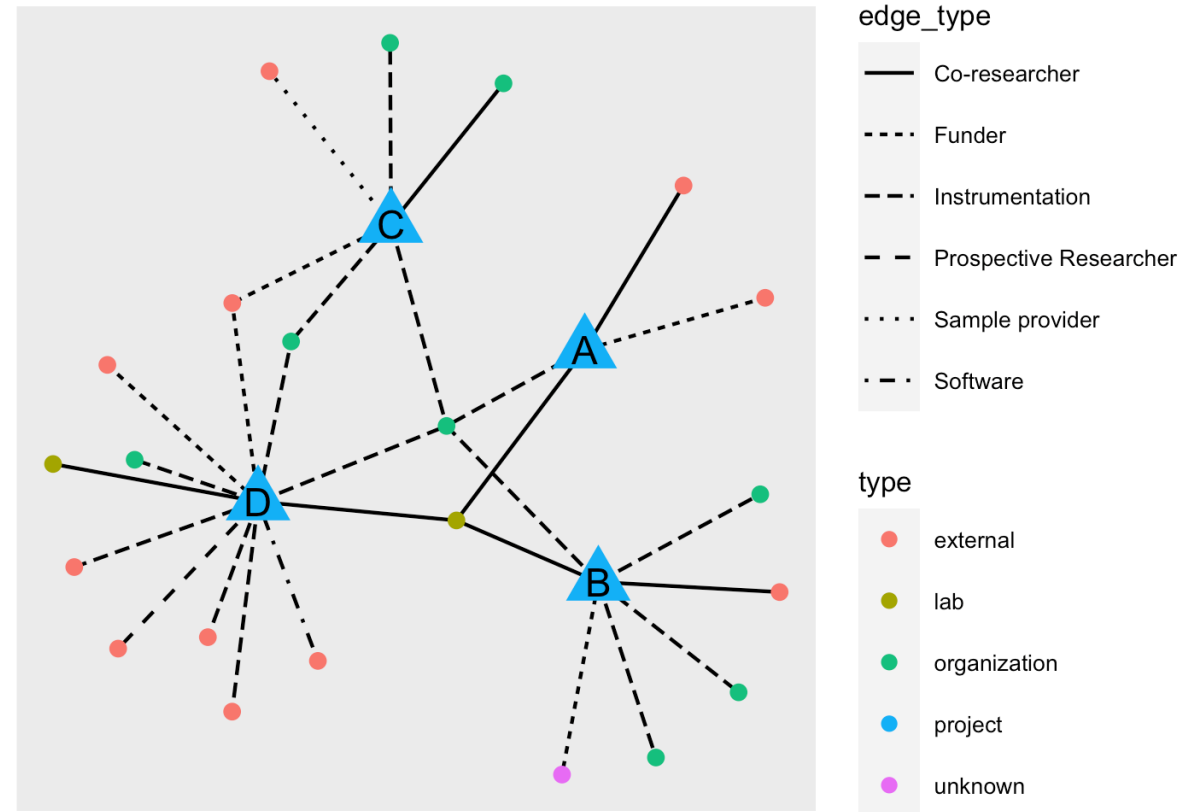 C
A
D
B
edge_type
Co-researcher
Funder
Instrumentation
Prospective Researcher
Sample provider
Software
type
external
lab
organization
project
unknown